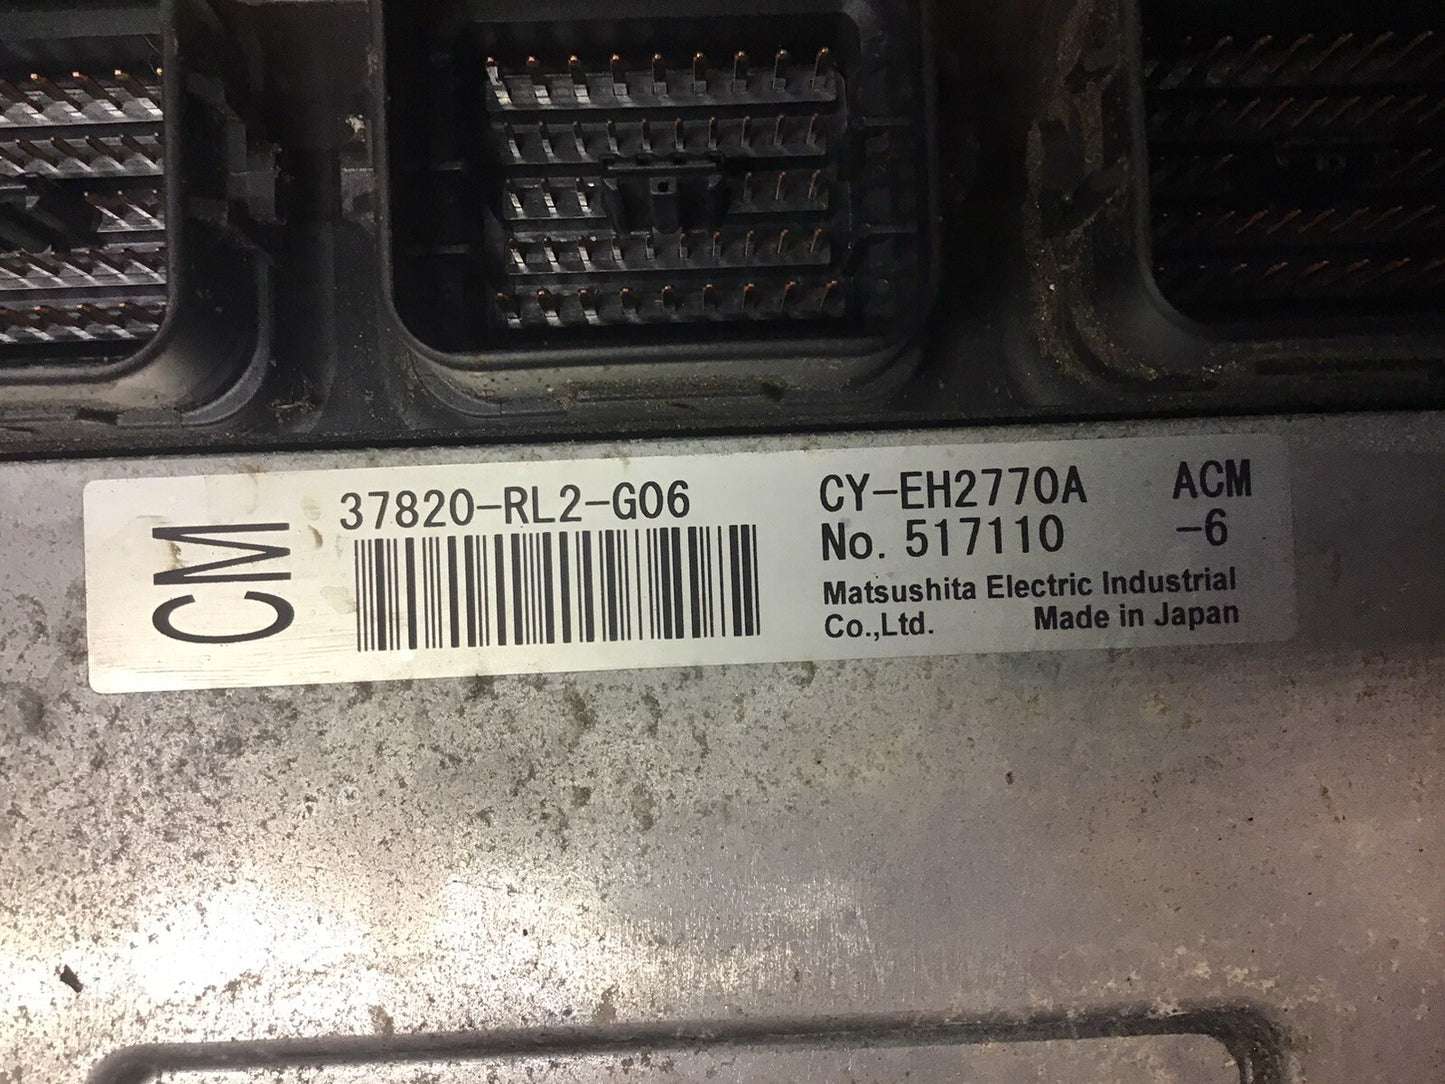 CM
37820-RL2-G06
CY-EH2770A ACM
No. 517110 -6
Matsushita Electric Industrial
Co.,Ltd. Made in Japan